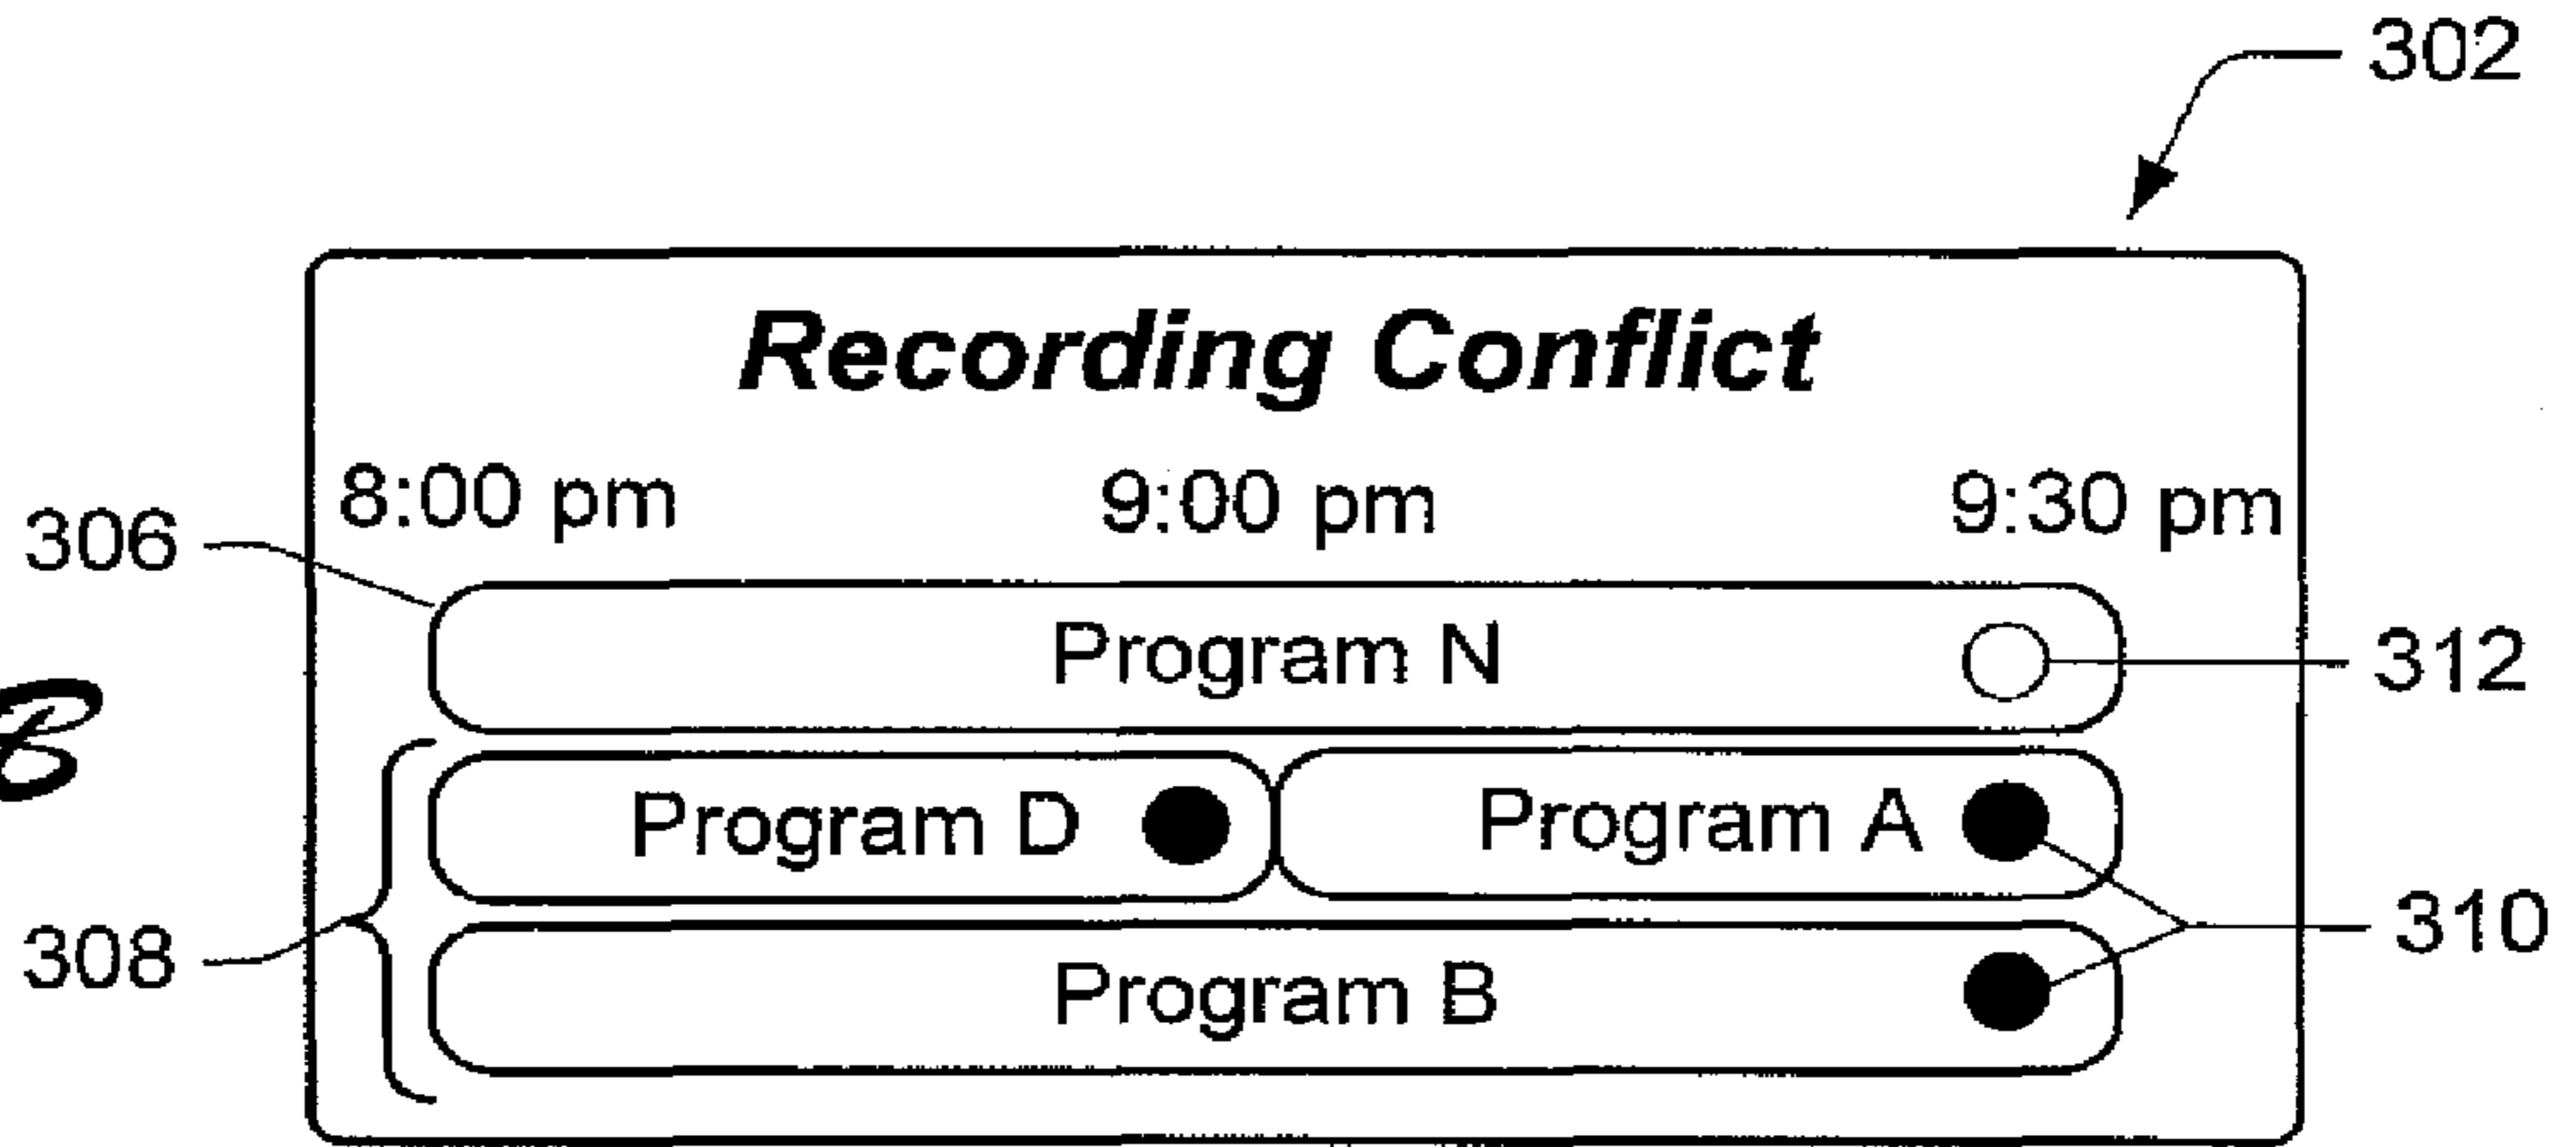 302
Recording Conflict
8:00 pm 9:00 pm 9:30 pm
306
Program N
312
B
Program D Program A
308
310
Program B